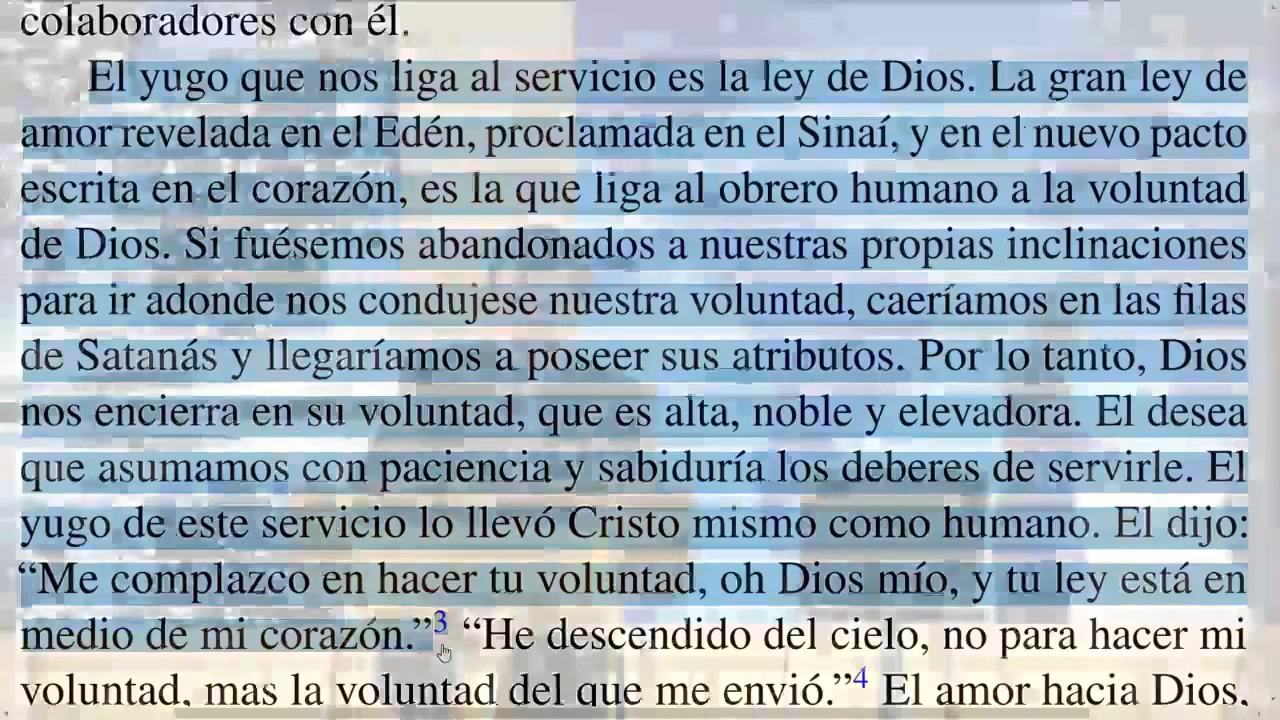 colaboradores con él.
El yugo que nos liga al servicio es la ley de Dios. La gran ley de
amor revelada en el Edén, proclamada en el Sinaí, y en el nuevo pacto
escrita en el corazón, es la que liga al obrero humano a la voluntad
de Dios. Si fuésemos abandonados a nuestras propias inclinaciones
para ir adonde nos condujese nuestra voluntad, caeríamos en las filas
de Satanás y llegaríamos a poseer sus atributos. Por lo tanto, Dios
nos encierra en su voluntad, que es alta, noble y elevadora. El desea
que asumamos con paciencia y sabiduría los deberes de servirle. El
yugo de este servicio lo llevó Cristo mismo como humano. El dijo:
“Me complazco en hacer tu voluntad, oh Dios mío, y tu ley está en
medio de mi corazón.”3 “He descendido del cielo, no para hacer mi
voluntad, mas la voluntad del que me envió.”4 El amor hacia Dios,